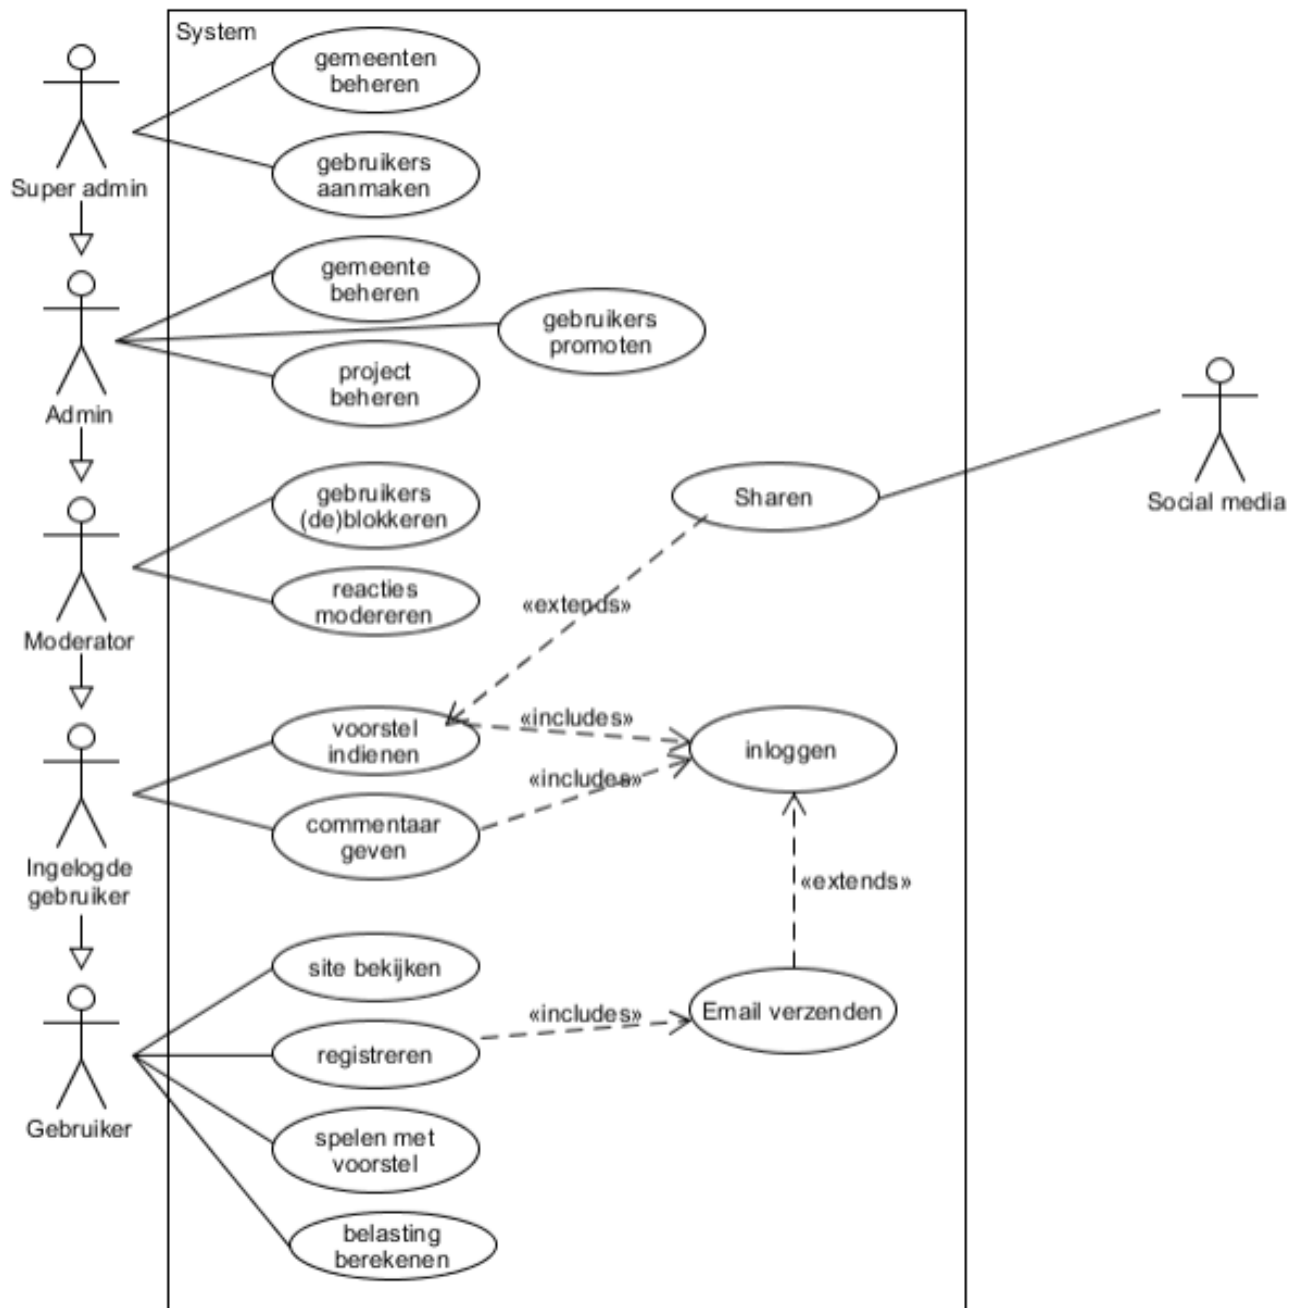 System
gemeenten
beheren
gebruikers
aanmaken
Super admin
gemeente
beheren
gebruikers
promoten
project
beheren
Admin
gebruikers
(de)blokkeren
Sharen
Social media
reacties
modereren
«extends»
Moderator
voorstel
indienen
«includes»
inloggen
«includes»
commentaar
geven
Ingelogde
gebruiker
«extends»
site bekijken
Email verzenden
«includes»
registreren
Gebruiker
spelen met
voorstel
belasting
berekenen